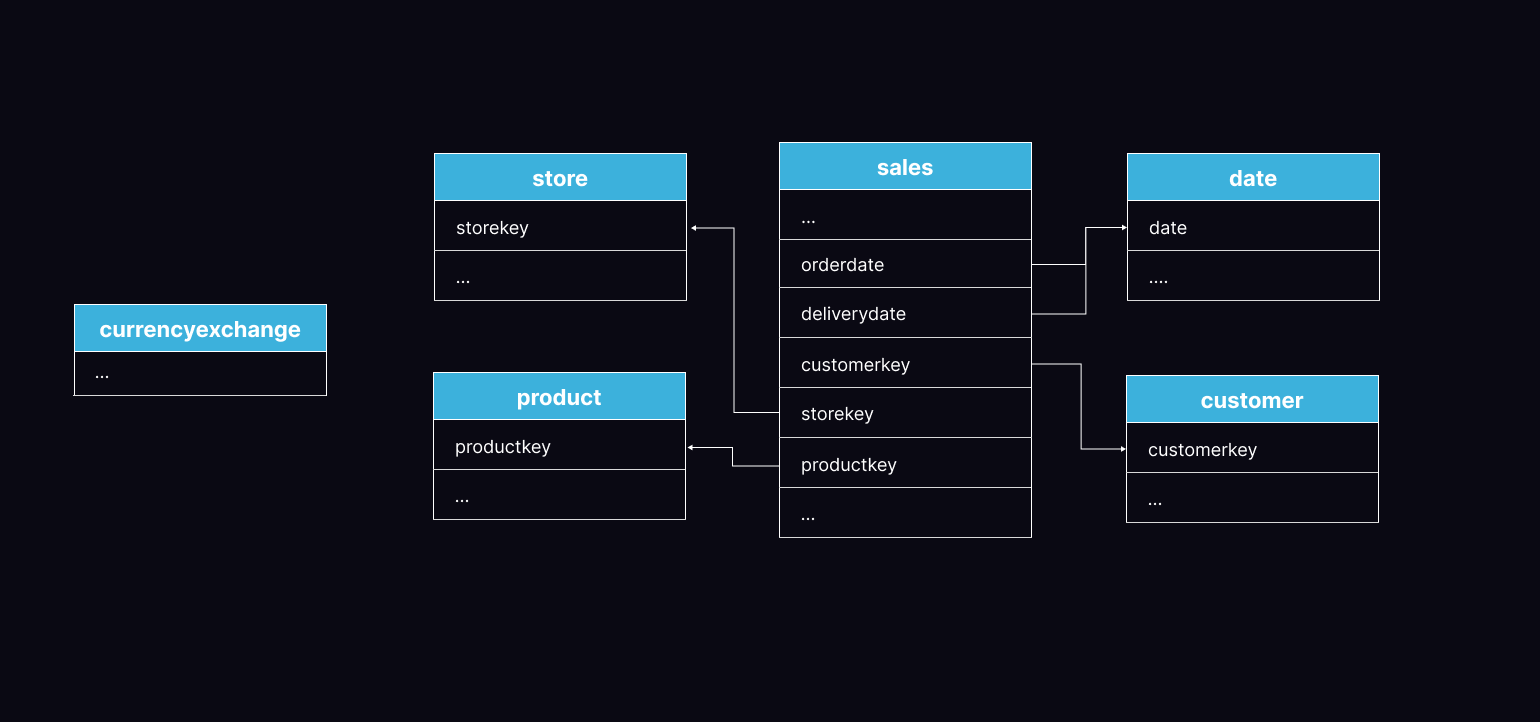 currencyexchange
...
store
storekey
...
product
productkey
...
sales
...
orderdate
deliverydate
customerkey
storekey
productkey
...
date
date
....
customer
customerkey
...